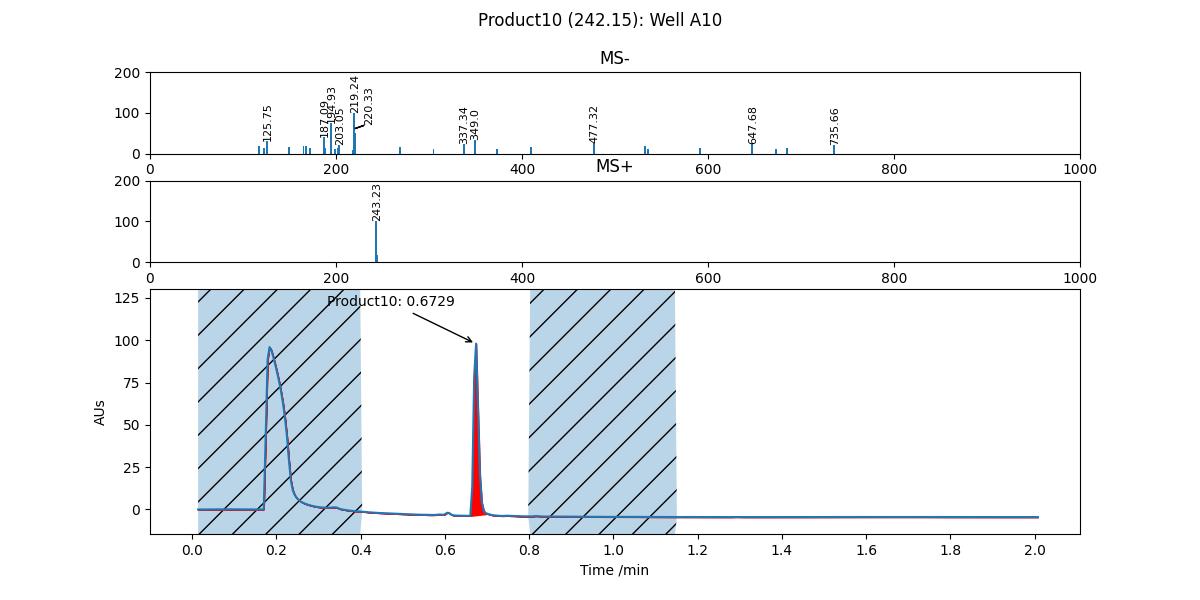 Product10 (242.15): Well A10
MS-
200
100
0
125.75
187.09
194.93
203.05
219.24
220.33
337.34
349.0
477.32
647.68
735.66
0 200 400 600 800 1000
MS+
200
100
0
243.23
0 200 400 600 800 1000
Product10: 0.6729
125
100
75
50
25
0
AUs
0.0 0.2 0.4 0.6 0.8 1.0 1.2 1.4 1.6 1.8 2.0
Time /min